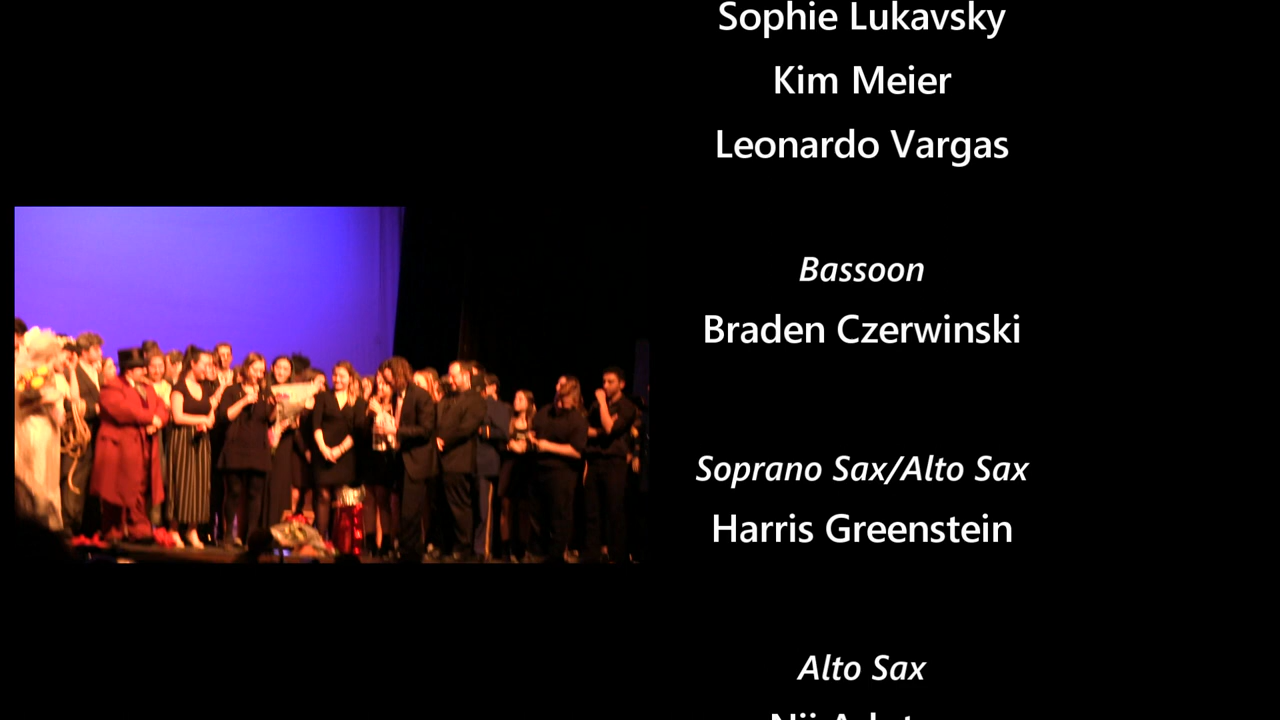 Sophie Lukavsky
Kim Meier
Leonardo Vargas
Bassoon
Braden Czerwinski
Soprano Sax/Alto Sax
Harris Greenstein
Alto Sax